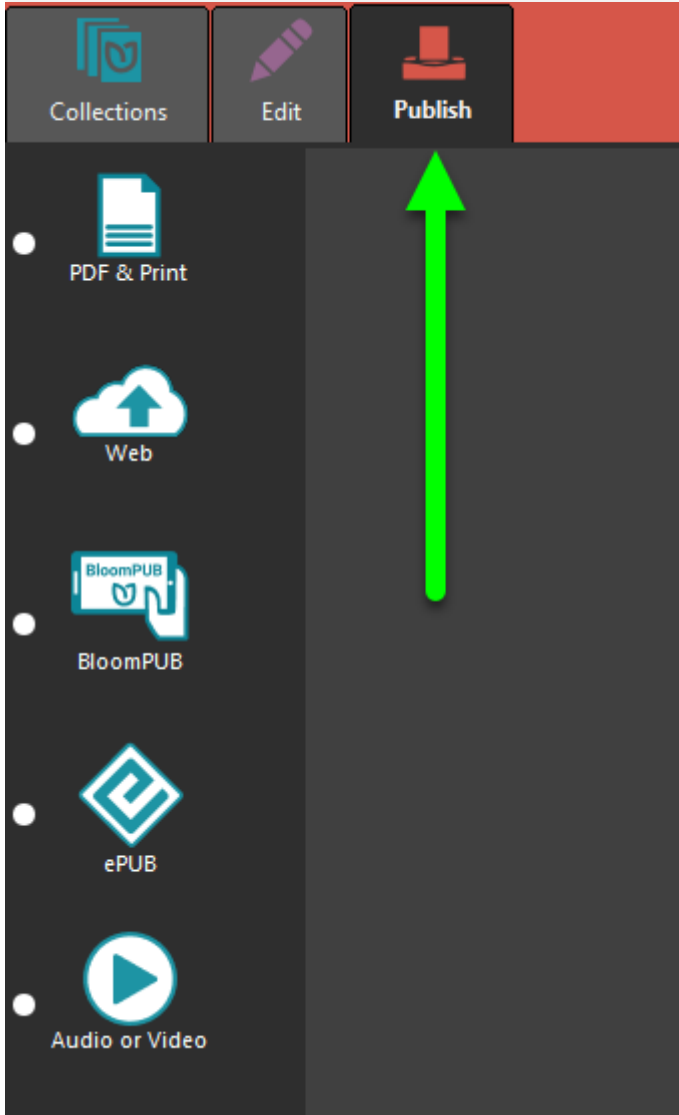 Collections
Edit
Publish
PDF & Print
Web
BloomPUB
BloomPUB
ePUB
Audio or Video